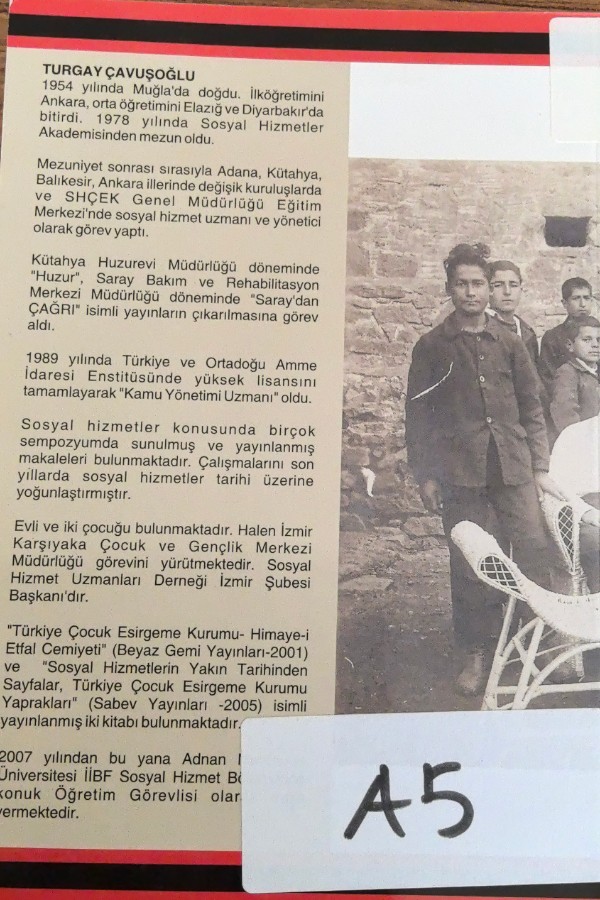 TURGAY ÇAVUŞOĞLU
1954 yılında Muğla'da doğdu. İlköğretimini
Ankara, orta öğretimini Elazığ ve Diyarbakır'da
bitirdi. 1978 yılında Sosyal Hizmetler
Akademisinden mezun oldu.
Mezuniyet sonrası sırasıyla Adana, Kütahya,
Balıkesir, Ankara illerinde değişik kuruluşlarda
ve SHÇEK Genel Müdürlüğü Eğitim
Merkezi'nde sosyal hizmet uzmanı ve yönetici
olarak görev yaptı.
Kütahya Huzurevi Müdürlüğü döneminde
"Huzur", Saray Bakım ve Rehabilitasyon
Merkezi Müdürlüğü döneminde "Saray'dan
ÇAĞRI" isimli yayınların çıkarılmasına görev
aldı.
1989 yılında Türkiye ve Ortadoğu Amme
İdaresi Enstitüsünde yüksek lisansını
tamamlayarak "Kamu Yönetimi Uzmanı" oldu.
Sosyal hizmetler konusunda birçok
sempozyumda sunulmuş ve yayınlanmış
makaleleri bulunmaktadır. Çalışmalarını son
yıllarda sosyal hizmetler tarihi üzerine
yoğunlaştırmıştır.
Evli ve iki çocuğu bulunmaktadır. Halen İzmir
Karşıyaka Çocuk ve Gençlik Merkezi
Müdürlüğü görevini yürütmektedir. Sosyal
Hizmet Uzmanları Derneği İzmir Şubesi
Başkanı'dır.
"Türkiye Çocuk Esirgeme Kurumu- Himaye-i
Etfal Cemiyeti" (Beyaz Gemi Yayınları-2001)
ve "Sosyal Hizmetlerin Yakın Tarihinden
Sayfalar, Türkiye Çocuk Esirgeme Kurumu
Yaprakları" (Sabev Yayınları -2005) isimli
yayınlanmış iki kitabı bulunmaktadır.
2007 yılından bu yana Adnan
Üniversitesi İİBF Sosyal Hizmet
konuk Öğretim Görevlisi
vermektedir.
A5